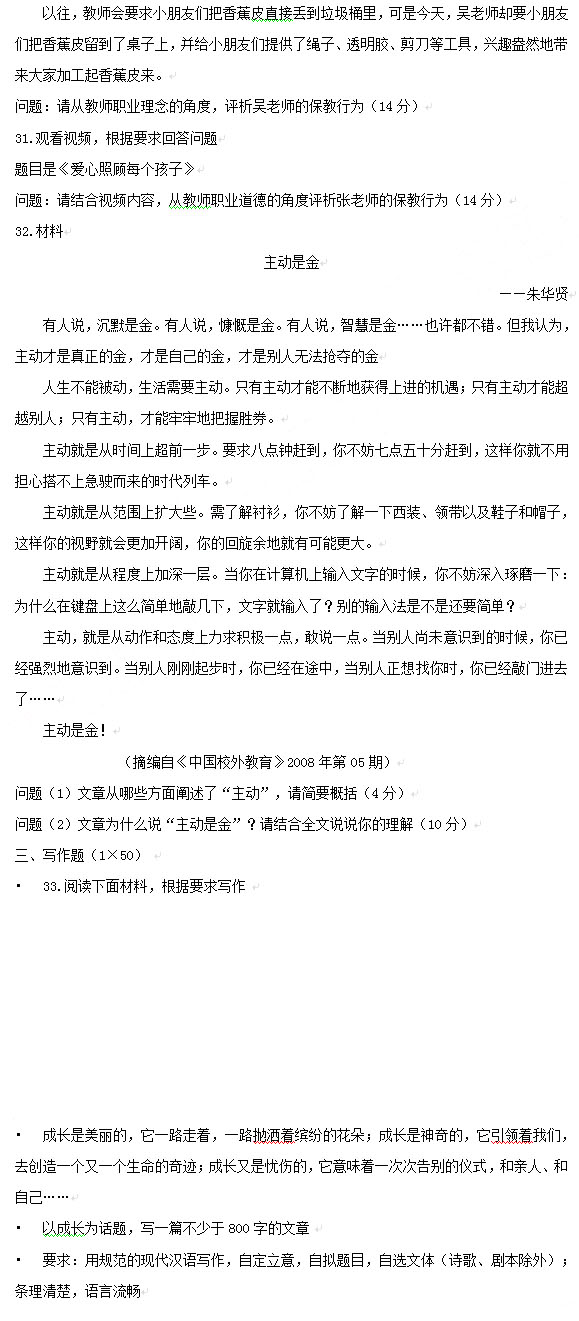 以往，教师会要求小朋友们把香蕉皮直接丢到垃圾桶里，可是今天，吴老师却要小朋友
们把香蕉皮留到了桌子上，并给小朋友们提供了绳子、透明胶、剪刀等工具，兴趣盎然地带
来大家加工起香蕉皮来。
问题：请从教师职业理念的角度，评析吴老师的保教行为（14 分）
31.观看视频，根据要求回答问题
题目是《爱心照顾每个孩子》
问题：请结合视频内容，从教师职业道德的角度评析张老师的保教行为（14 分）
32.材料
主动是金
——朱华贤
有人说，沉默是金。有人说，慷慨是金。有人说，智慧是金……也许都不错。但我认为，
主动才是真正的金，才是自己的金，才是别人无法抢夺的金
人生不能被动，生活需要主动。只有主动才能不断地获得上进的机遇；只有主动才能超
越别人；只有主动，才能牢牢地把握胜券。
主动就是从时间上超前一步。要求八点钟赶到，你不妨七点五十分赶到，这样你就不用
担心搭不上急驶而来的时代列车。
主动就是从范围上扩大些。需了解衬衫，你不妨了解一下西装、领带以及鞋子和帽子，
这样你的视野就会更加开阔，你的回旋余地就有可能更大。
主动就是从程度上加深一层。当你在计算机上输入文字的时候，你不妨深入琢磨一下：
为什么在键盘上这么简单地敲几下，文字就输入了？别的输入法是不是还要简单？
主动，就是从动作和态度上力求积极一点，敢说一点。当别人尚未意识到的时候，你已
经强烈地意识到。当别人刚刚起步时，你已经在途中，当别人正想找你时，你已经敲门进去
了……
主动是金！
（摘编自《中国校外教育》2008 年第 05 期）
问题（1）文章从哪些方面阐述了“主动”，请简要概括（4 分）
问题（2）文章为什么说“主动是金”？请结合全文说说你的理解（10 分）
三、写作题（1×50）
• 33.阅读下面材料，根据要求写作
• 成长是美丽的，它一路走着，一路抛洒着缤纷的花朵；成长是神奇的，它引领着我们，
去创造一个又一个生命的奇迹；成长又是忧伤的，它意味着一次次告别的仪式，和亲人、和
自己……
• 以成长为话题，写一篇不少于 800 字的文章
• 要求：用规范的现代汉语写作，自定立意，自拟题目，自选文体（诗歌、剧本除外）；
条理清楚，语言流畅